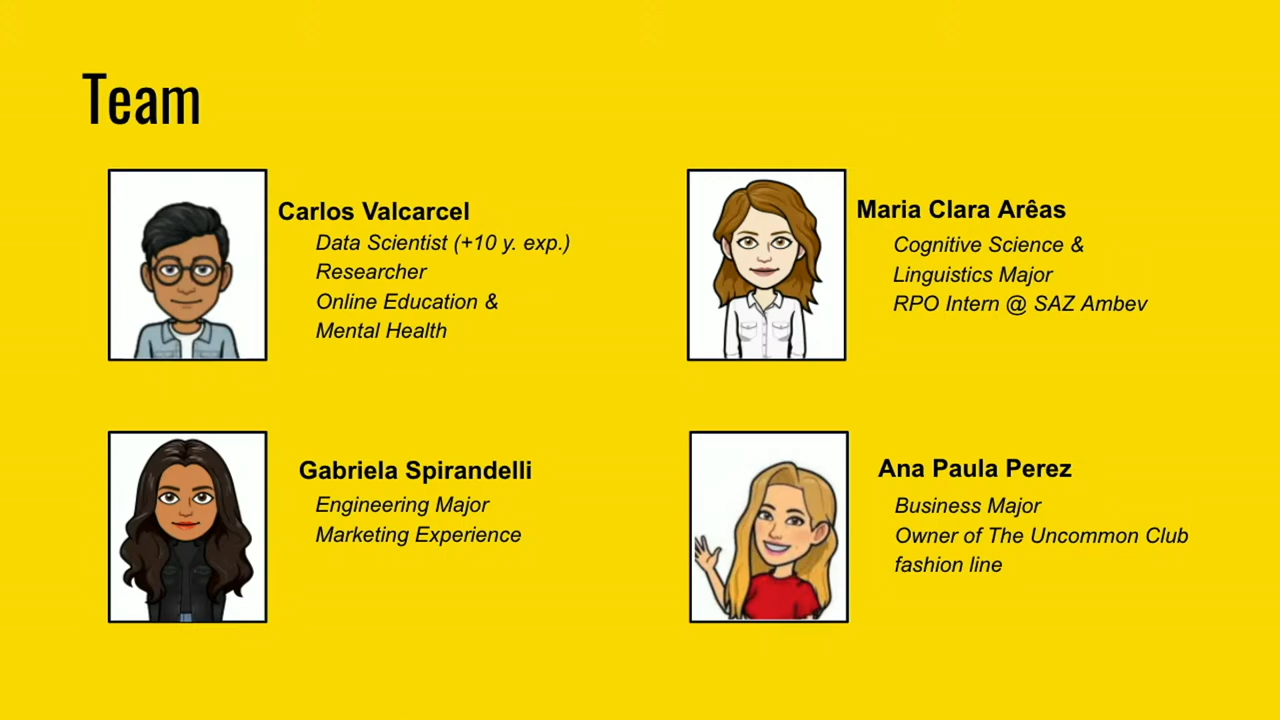 Team
Carlos Valcarcel
Data Scientist (+10 y. exp.)
Researcher
Online Education &
Mental Health
Maria Clara Arêas
Cognitive Science &
Linguistics Major
RPO Intern @ SAZ Ambev
Gabriela Spirandelli
Engineering Major
Marketing Experience
Ana Paula Perez
Business Major
Owner of The Uncommon Club
fashion line